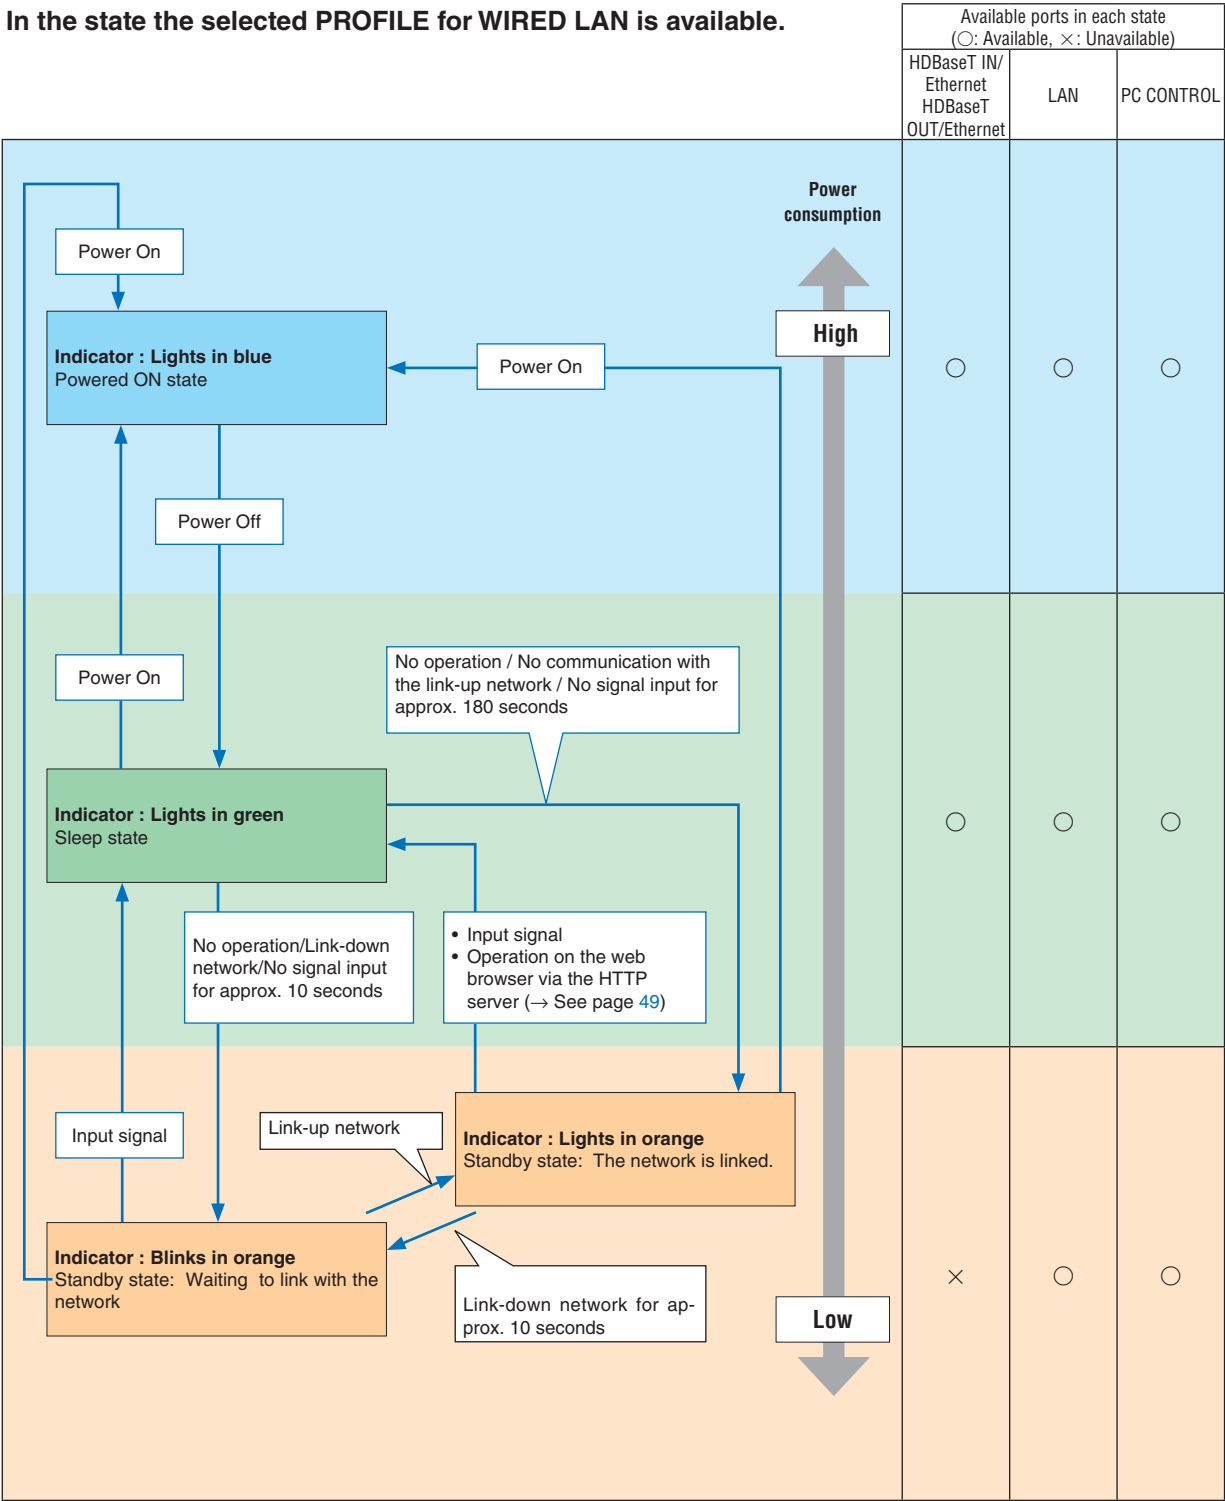 In the state the selected PROFILE for WIRED LAN is available.
Available ports in each state
(○: Available, ×: Unavailable)
HDBaseT IN/
Ethernet
HDBaseT
OUT/Ethernet
LAN
PC CONTROL
Power
consumption
Power On
High
Indicator : Lights in blue
Powered ON state
Power On
○
○
○
Power Off
Power On
No operation / No communication with
the link-up network / No signal input for
approx. 180 seconds
Indicator : Lights in green
Sleep state
○
○
○
No operation/Link-down
network/No signal input
for approx. 10 seconds
• Input signal
• Operation on the web
browser via the HTTP
server (→ See page 49)
Input signal
Link-up network
Indicator : Lights in orange
Standby state: The network is linked.
Indicator : Blinks in orange
Standby state: Waiting to link with the
network
Link-down network for ap-
prox. 10 seconds
Low
×
○
○